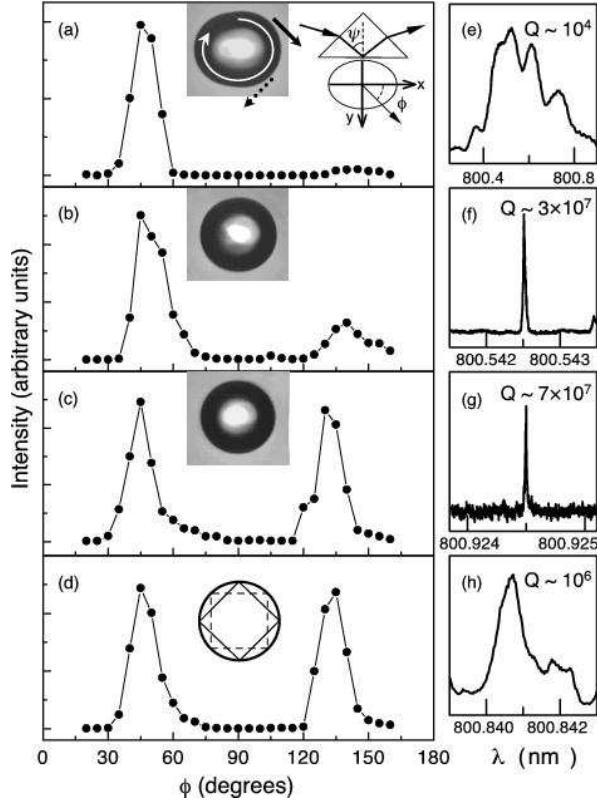 (a)
ψ
x
y
ϕ
(b)
(c)
(d)
Intensity (arbitrary units)
0 30 60 90 120 150 180
ϕ (degrees)
(e) Q ~ 10⁴
800.4 800.8
(f) Q ~ 3×10⁷
800.542 800.543
(g) Q ~ 7×10⁷
800.924 800.925
(h) Q ~ 10⁶
800.840 800.842
λ (nm)